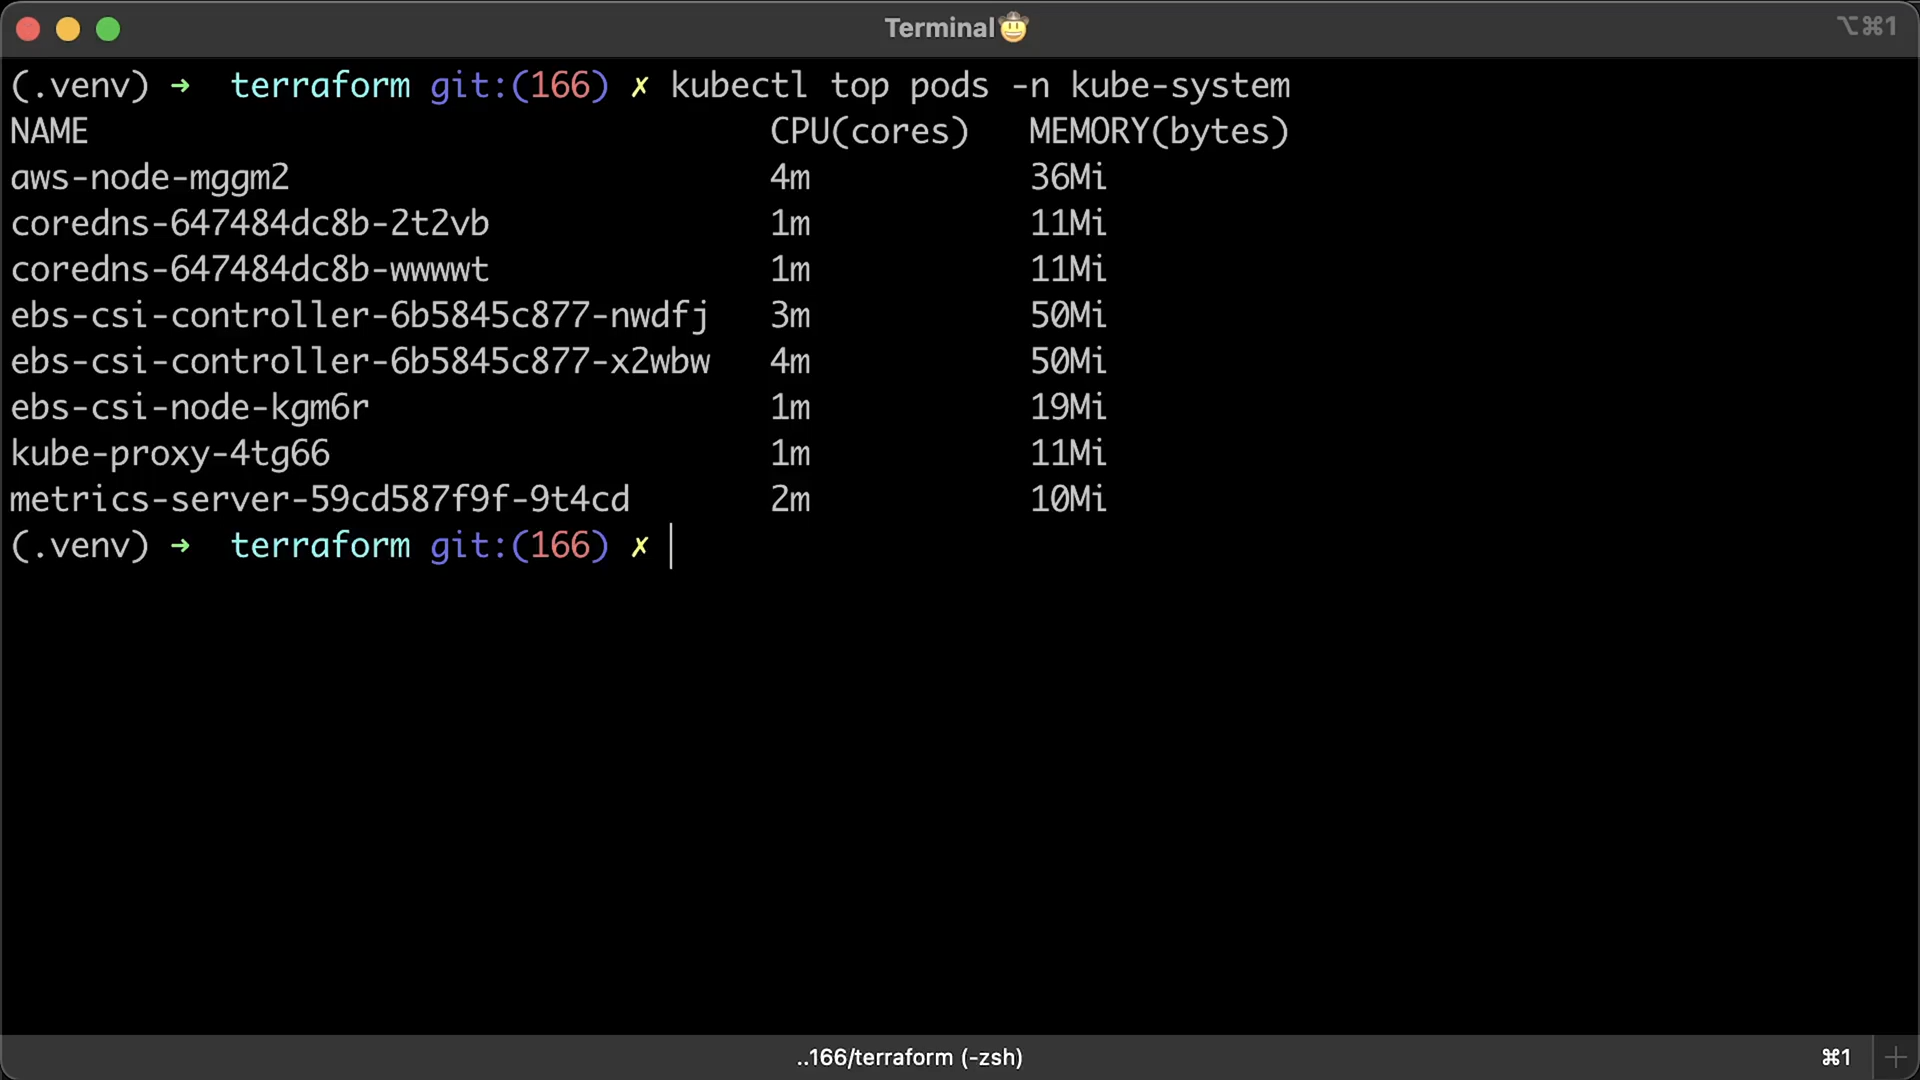 Terminal🤠
⌥⌘1
(.venv) → terraform git:(166) ✗ kubectl top pods -n kube-system
NAME CPU(cores) MEMORY(bytes)
aws-node-mggm2 4m 36Mi
coredns-647484dc8b-2t2vb 1m 11Mi
coredns-647484dc8b-wwwwt 1m 11Mi
ebs-csi-controller-6b5845c877-nwdfj 3m 50Mi
ebs-csi-controller-6b5845c877-x2wbw 4m 50Mi
ebs-csi-node-kgm6r 1m 19Mi
kube-proxy-4tg66 1m 11Mi
metrics-server-59cd587f9f-9t4cd 2m 10Mi
(.venv) → terraform git:(166) ✗
..166/terraform (-zsh)
⌘1